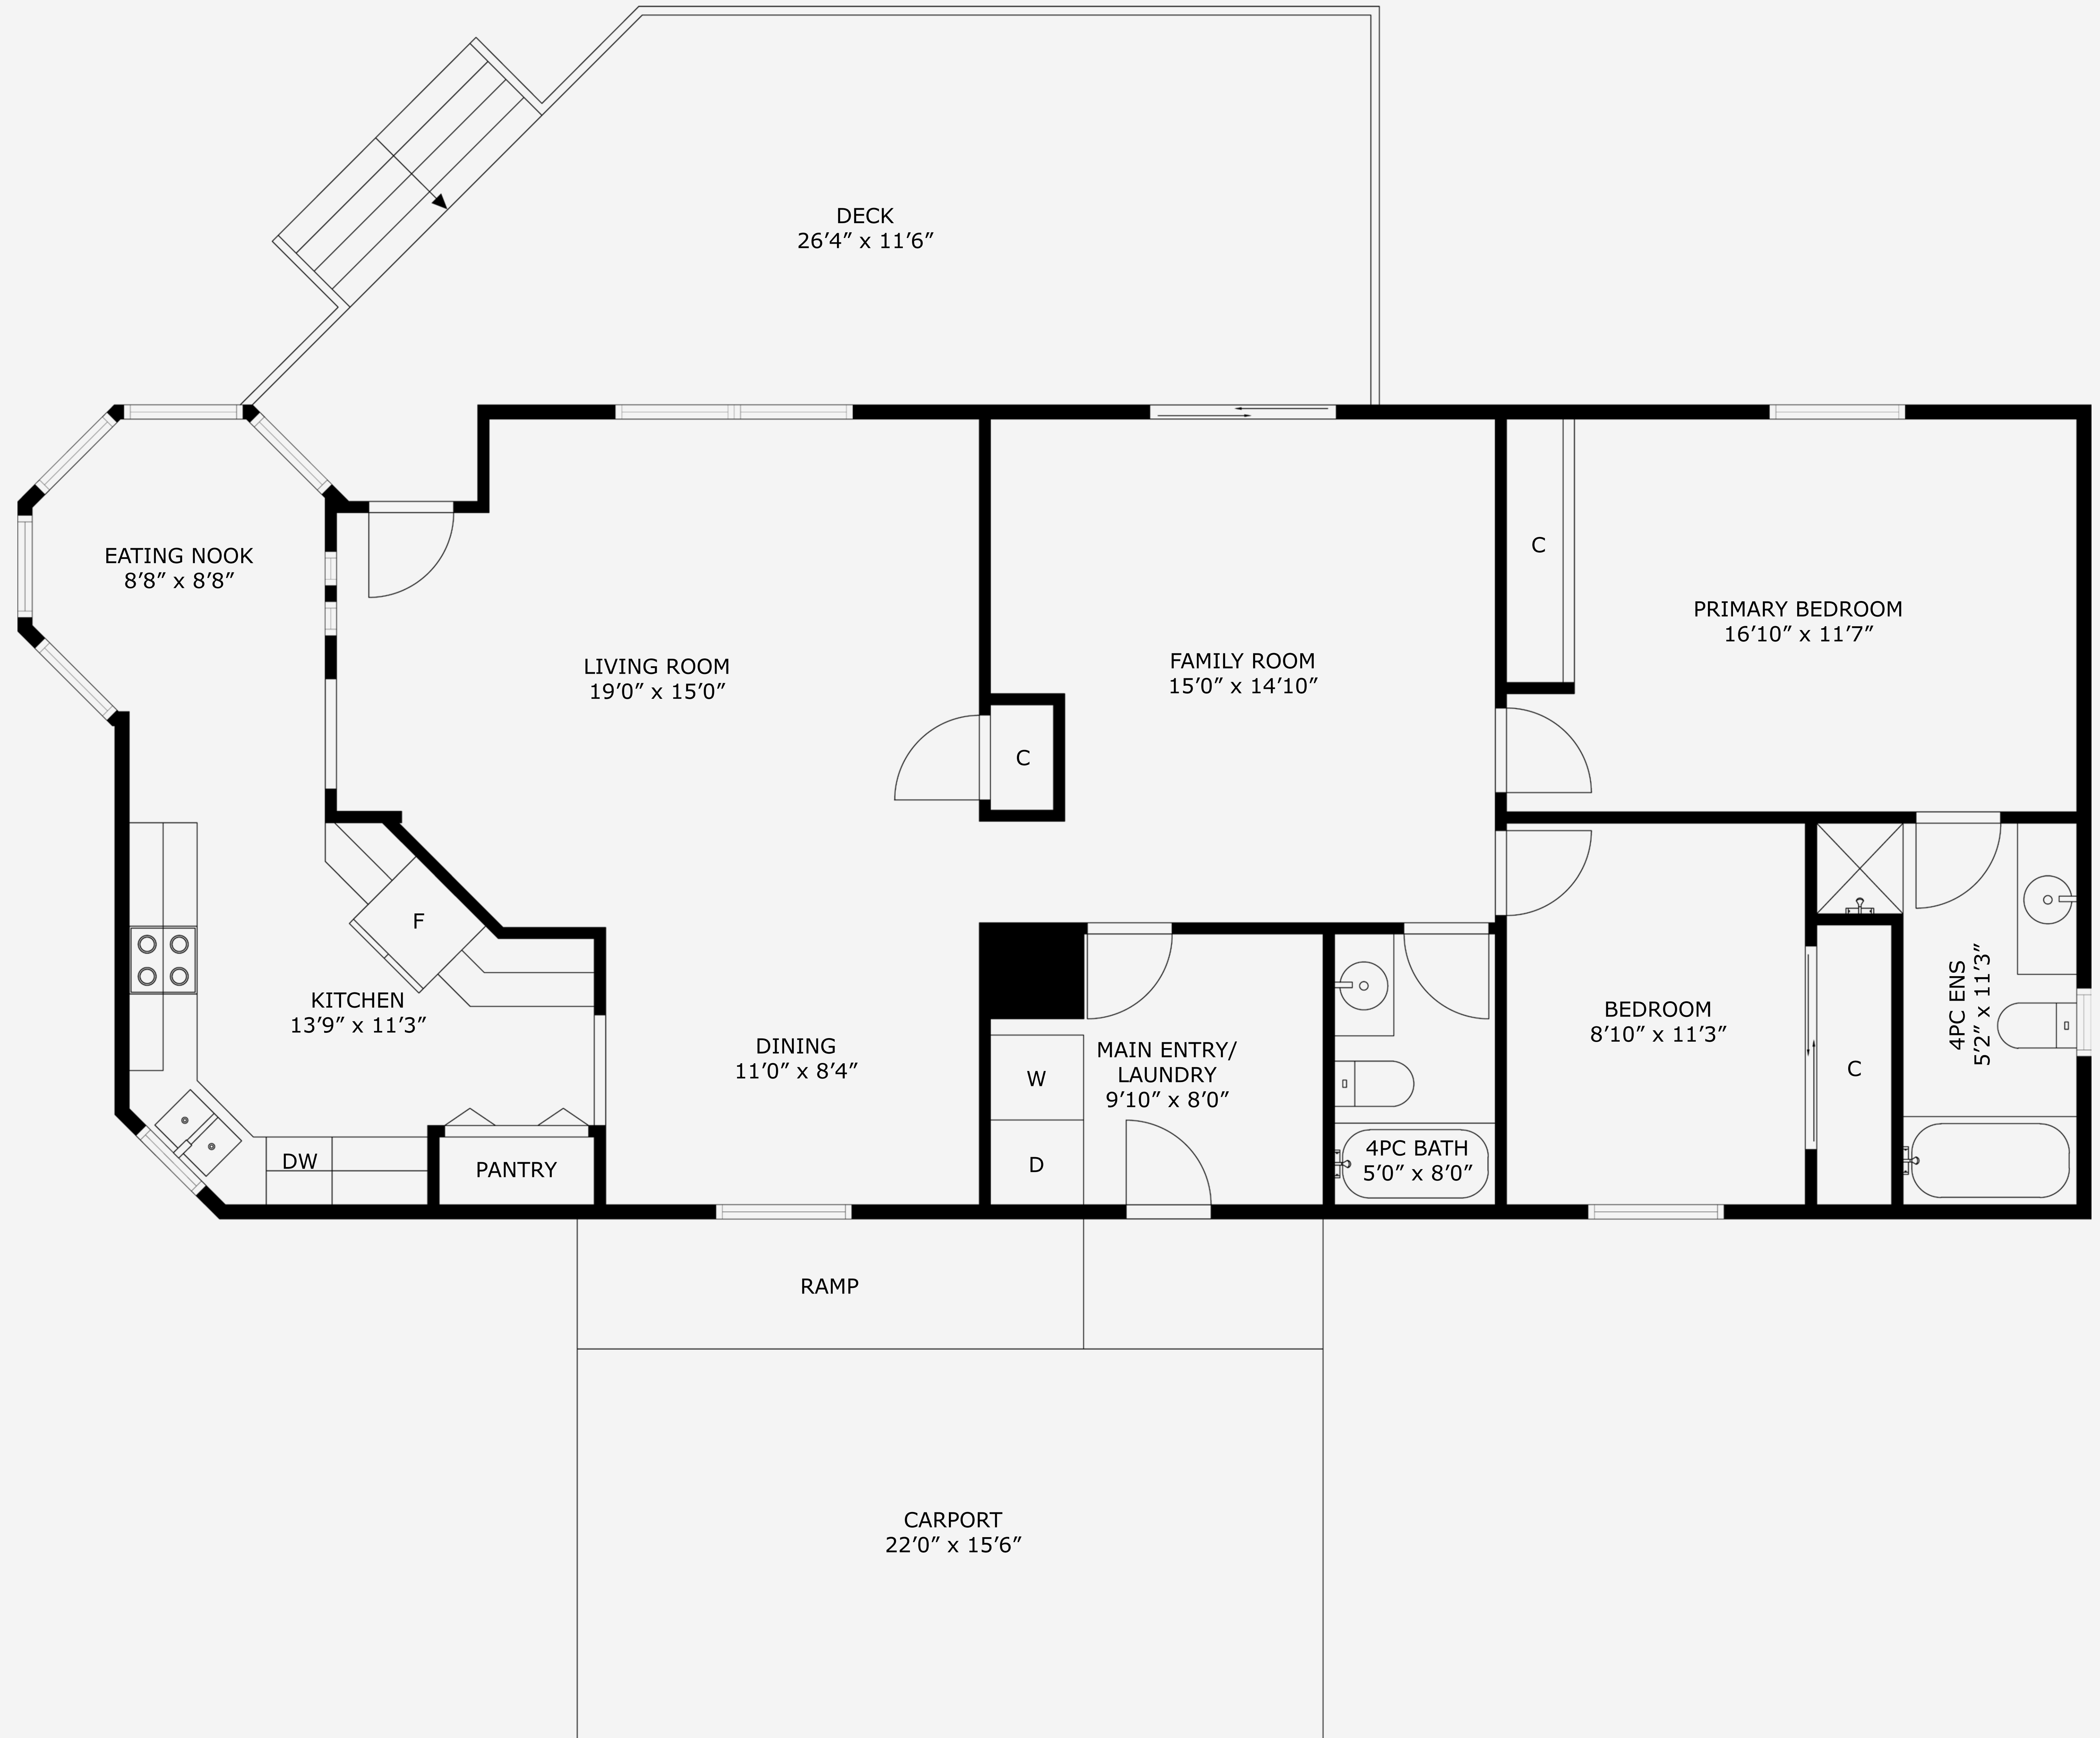 DECK
26’4” x 11’6”
EATING NOOK
8’8” x 8’8”
LIVING ROOM
19’0” x 15’0”
FAMILY ROOM
15’0” x 14’10”
C
C
PRIMARY BEDROOM
16’10” x 11’7”
F
KITCHEN
13’9” x 11’3”
DINING
11’0” x 8’4”
W
D
MAIN ENTRY/
LAUNDRY
9’10” x 8’0”
4PC BATH
5’0” x 8’0”
BEDROOM
8’10” x 11’3”
C
4PC ENS
5’2” x 11’3”
DW
PANTRY
RAMP
CARPORT
22’0” x 15’6”